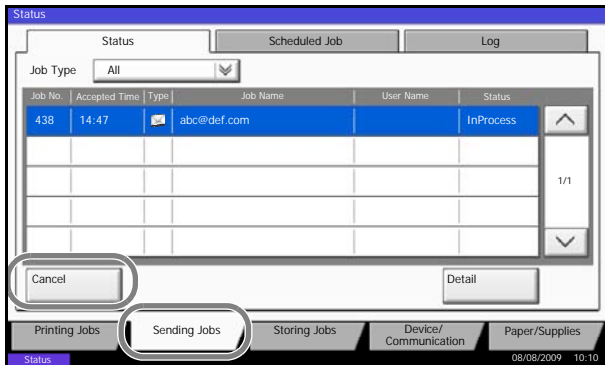 Status
Status Scheduled Job Log
Job Type All
Job No. Accepted Time Type Job Name User Name Status
438 14:47 abc@def.com InProcess
1/1
Cancel Detail
Printing Jobs Sending Jobs Storing Jobs Device/
Communication Paper/Supplies
Status 08/08/2009 10:10